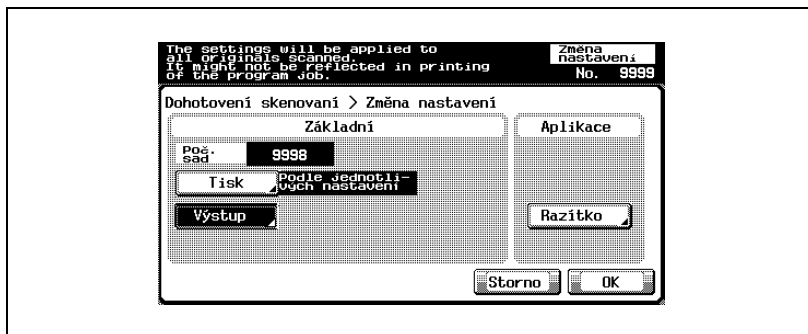 The settings will be applied to
all originals scanned.
It might not be reflected in printing
of the program job.
Změna
nastavení
No. 9999
Dohotovení skenovaní > Změna nastavení
Základní
Aplikace
Poč.
sad
9998
Tisk
Podle jednotli-
vých nastavení
Výstup
Razítko
Storno
OK